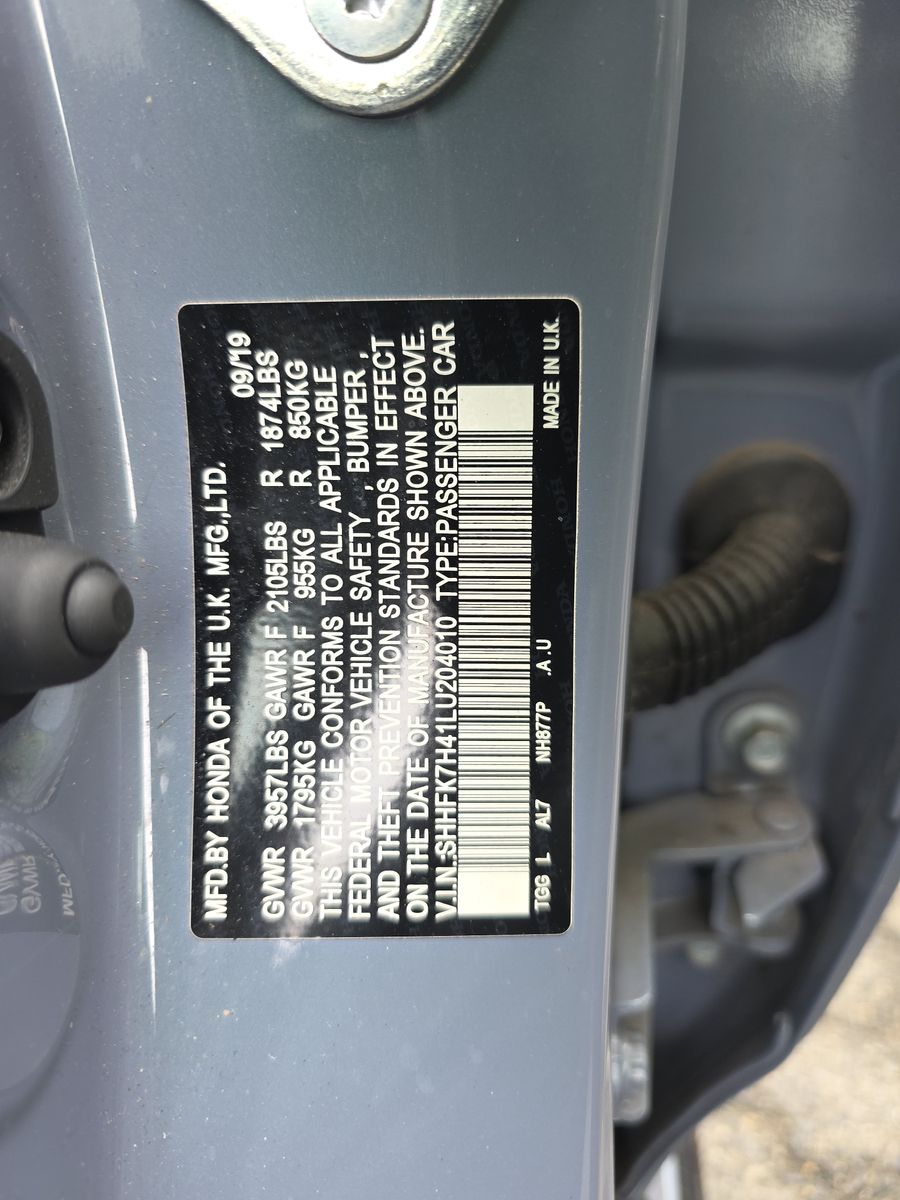 MFD.BY HONDA OF THE U.K. MFG.,LTD. 09/19
GVWR 3957LBS GAWR F 2105LBS R 1874LBS
GVWR 1795KG GAWR F 955KG R 850KG
THIS VEHICLE CONFORMS TO ALL APPLICABLE
FEDERAL MOTOR VEHICLE SAFETY , BUMPER ,
AND THEFT PREVENTION STANDARDS IN EFFECT
ON THE DATE OF MANUFACTURE SHOWN ABOVE.
V.I.N.:SHHFK7H41LU204010 TYPE:PASSENGER CAR
TGG L AL7 NH877P .A.U MADE IN U.K.